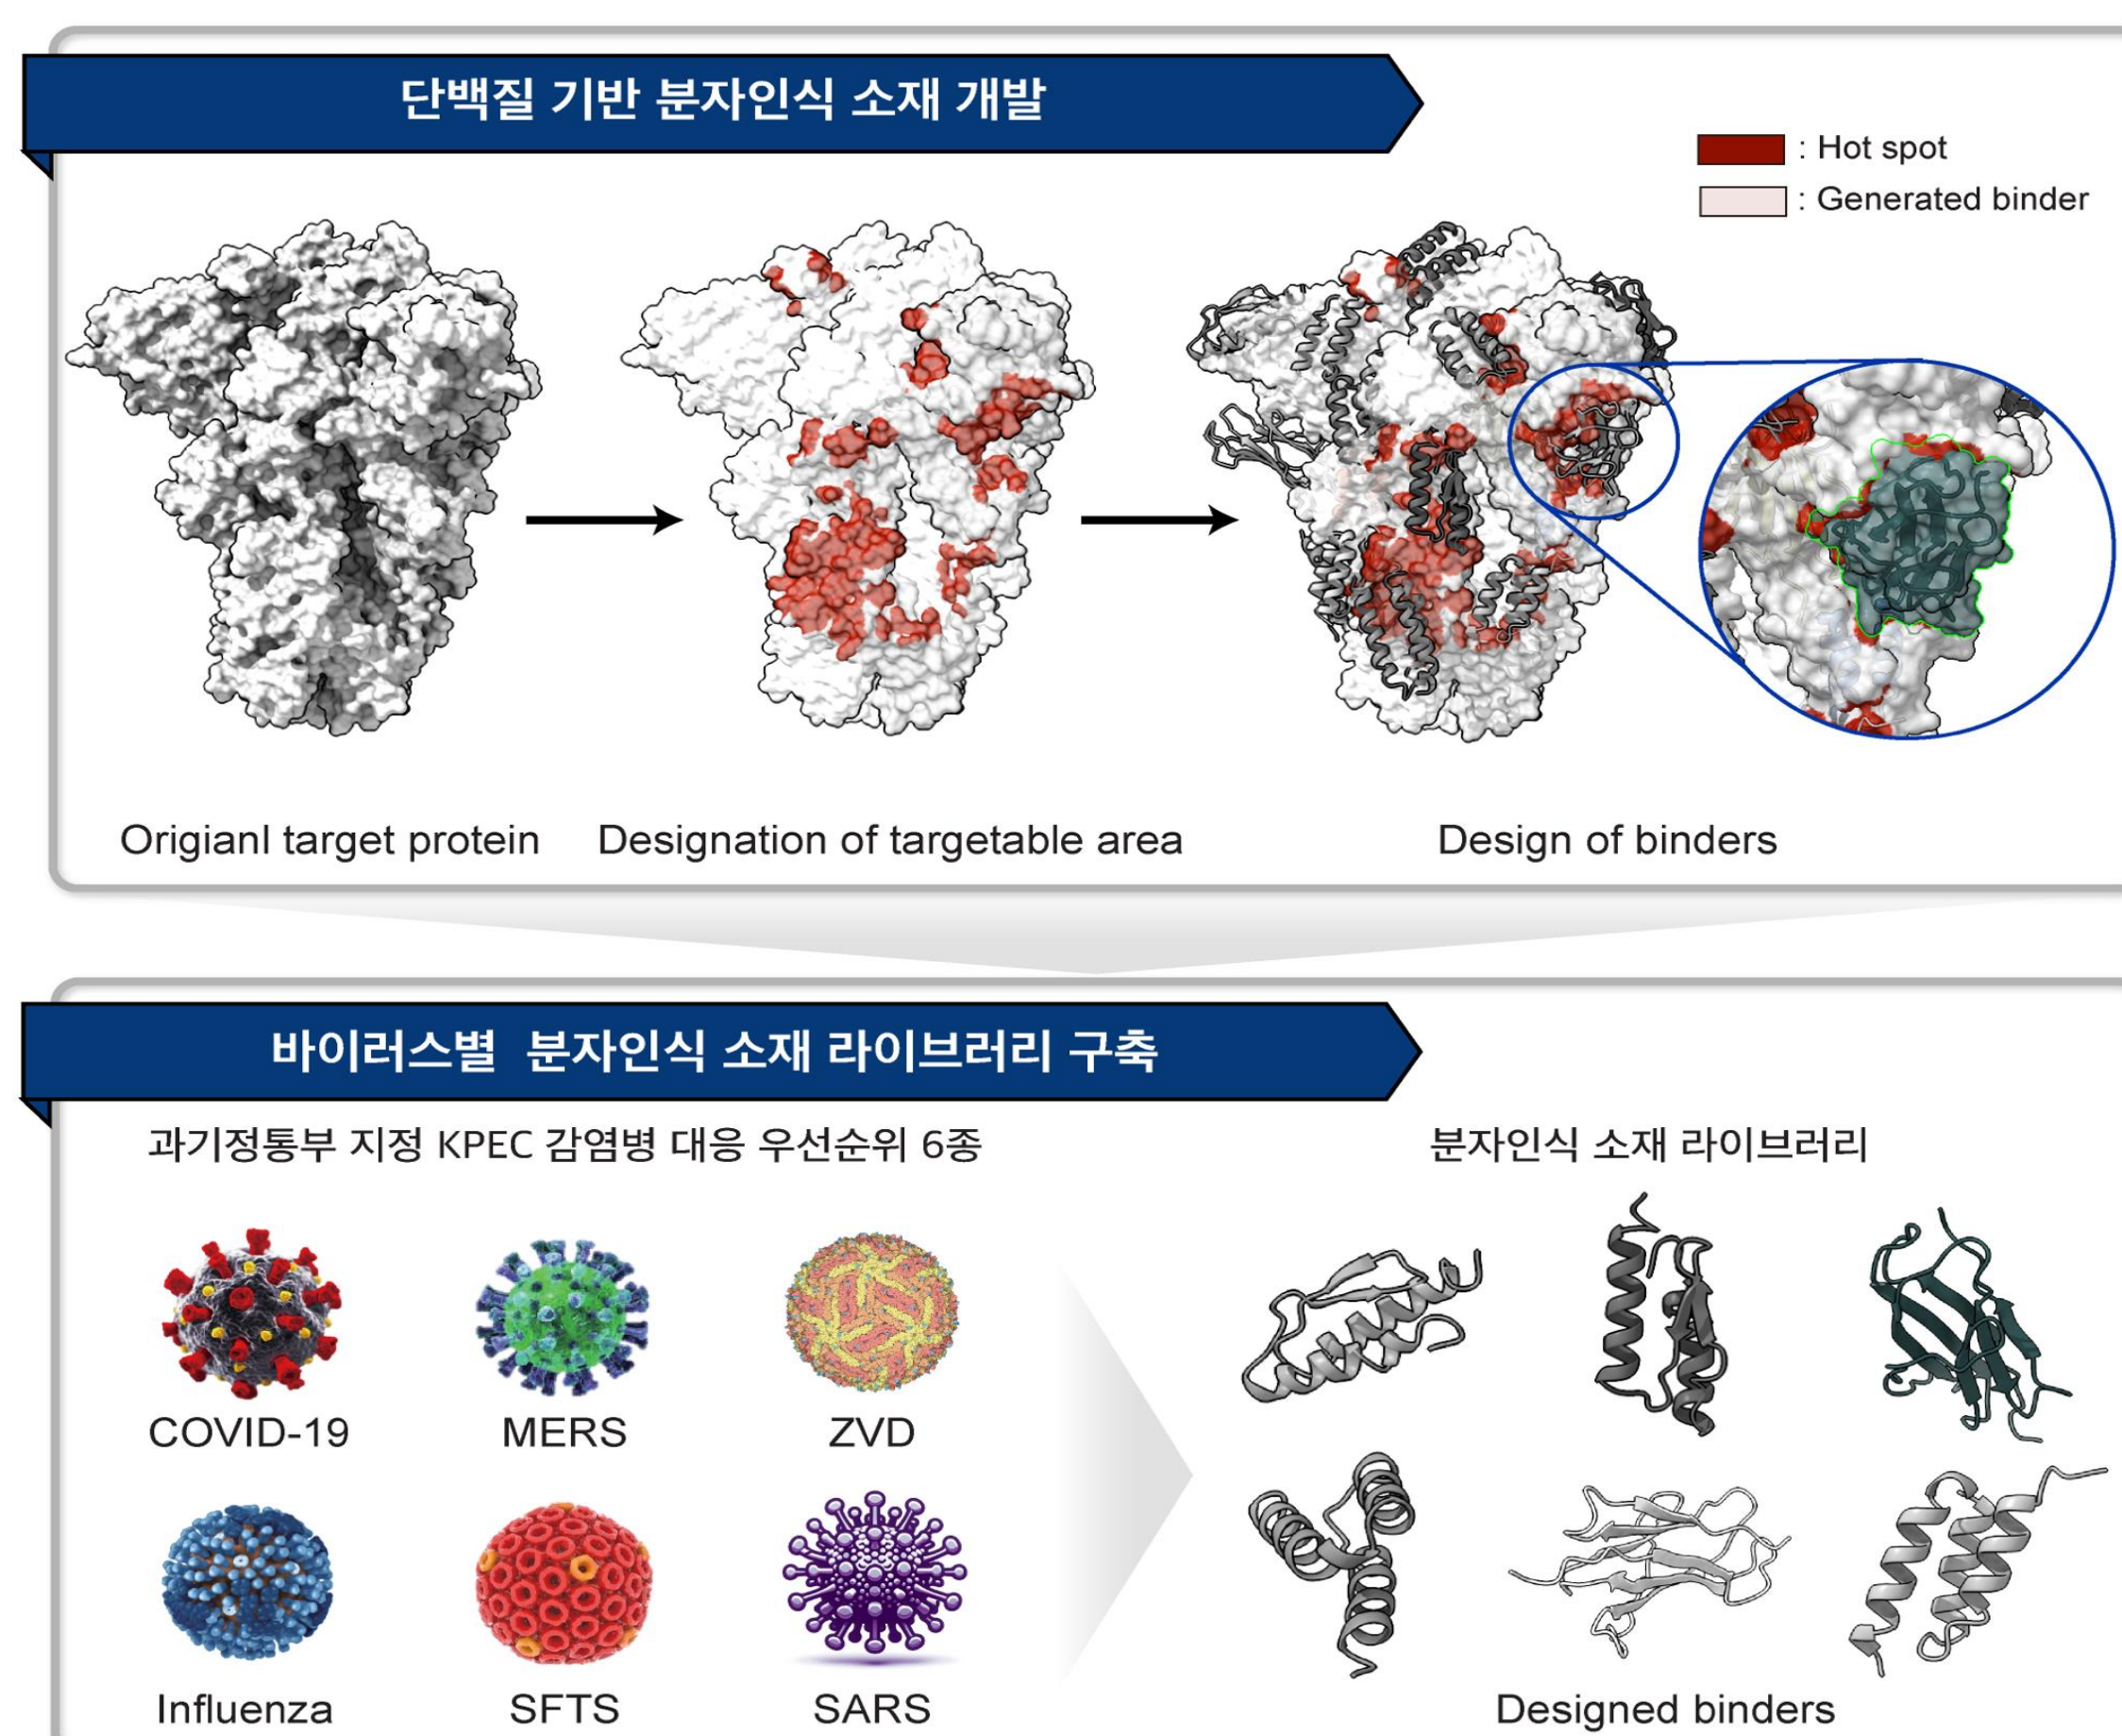 단백질 기반 분자인식 소재 개발
: Hot spot
: Generated binder
Origianl target protein
Designation of targetable area
Design of binders
바이러스별 분자인식 소재 라이브러리 구축
과기정통부 지정 KPEC 감염병 대응 우선순위 6종
분자인식 소재 라이브러리
COVID-19
MERS
ZVD
Influenza
SFTS
SARS
Designed binders